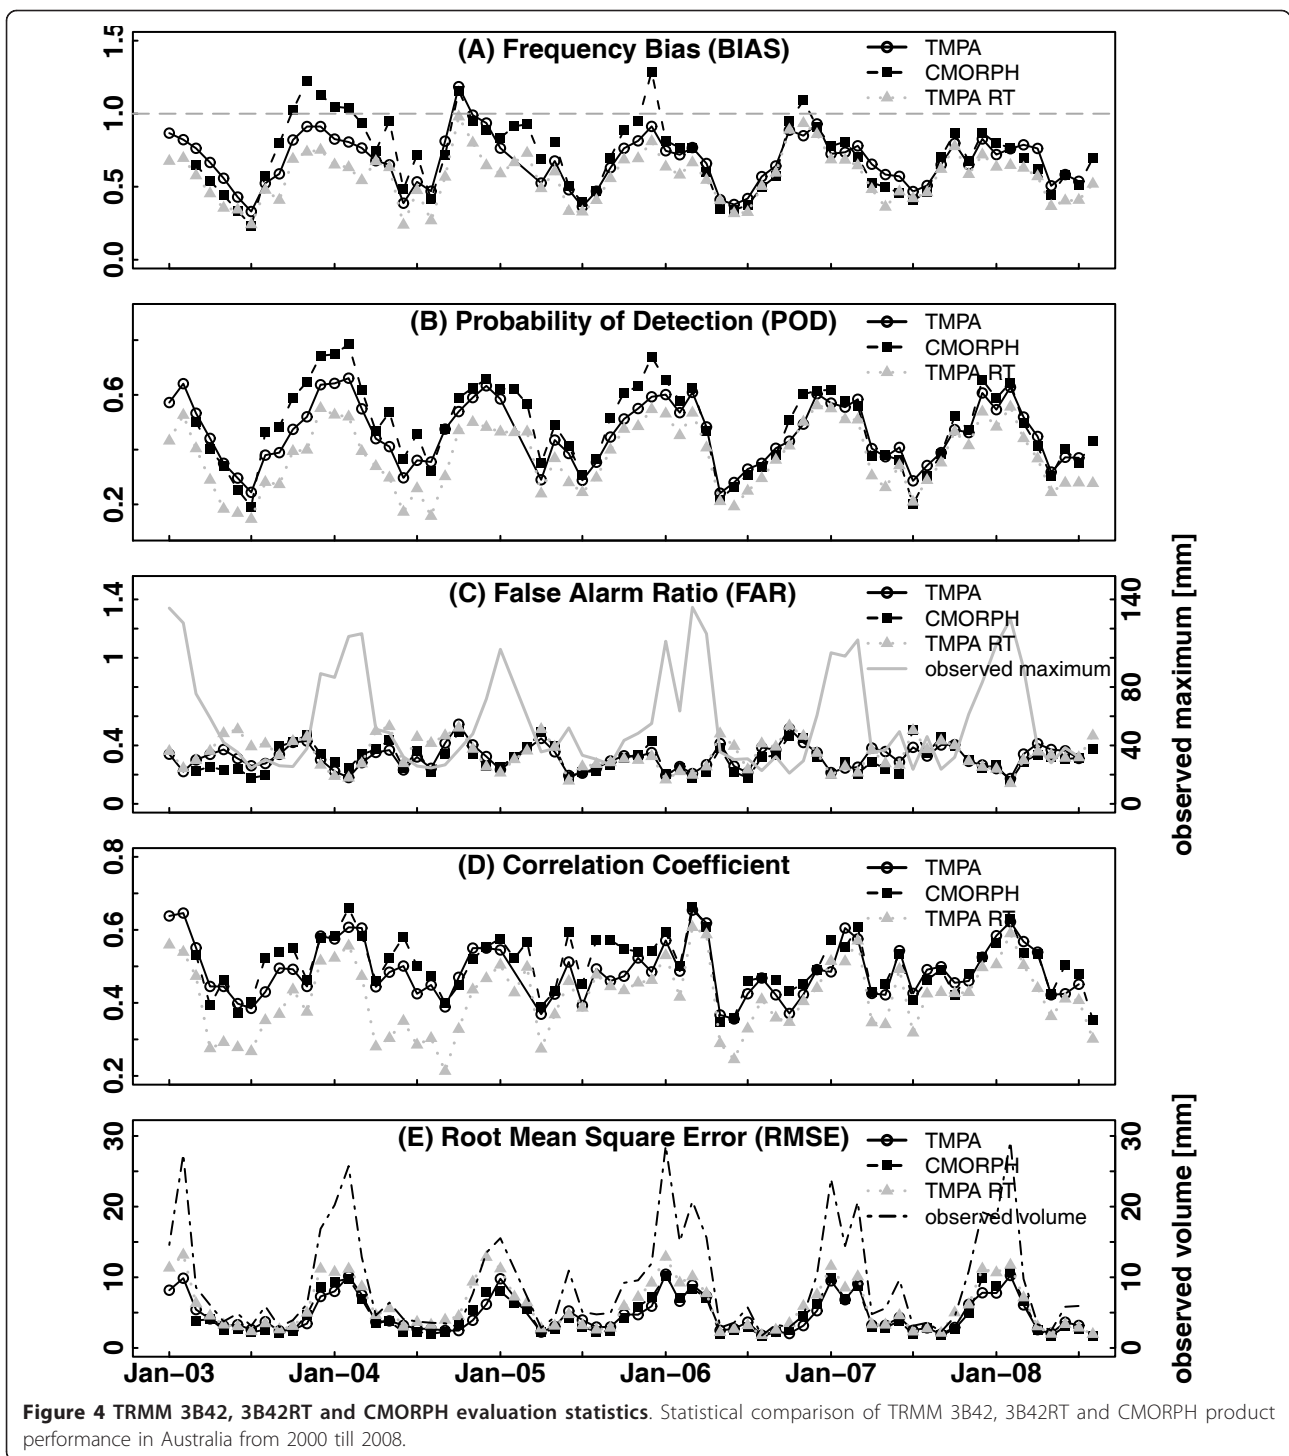 (A) Frequency Bias (BIAS)
TMPA
CMORPH
TMPA RT
1.5
1.0
0.5
0.0
(B) Probability of Detection (POD)
TMPA
CMORPH
TMPA RT
0.6
0.2
(C) False Alarm Ratio (FAR)
TMPA
CMORPH
TMPA RT
observed maximum
1.4
1
0.4
0
140
80
40
0
observed maximum [mm]
(D) Correlation Coefficient
TMPA
CMORPH
TMPA RT
0.8
0.6
0.4
0.2
(E) Root Mean Square Error (RMSE)
TMPA
CMORPH
TMPA RT
observed volume
30
20
10
0
30
20
10
0
observed volume [mm]
Jan−03 Jan−04 Jan−05 Jan−06 Jan−07 Jan−08
Figure 4 TRMM 3B42, 3B42RT and CMORPH evaluation statistics. Statistical comparison of TRMM 3B42, 3B42RT and CMORPH product
performance in Australia from 2000 till 2008.